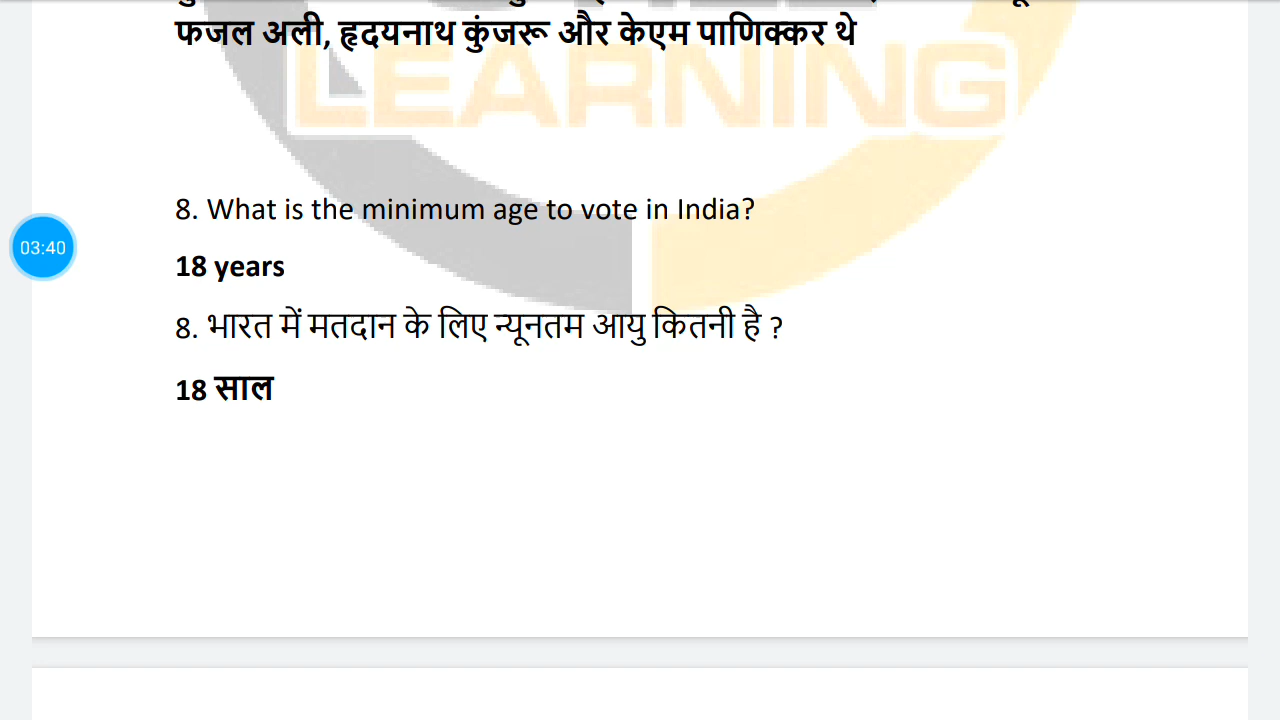 फजल अली, हृदयनाथ कुंजरू और केएम पाणिक्कर थे
LEARNING
8. What is the minimum age to vote in India?
03:40
18 years
8. भारत में मतदान के लिए न्यूनतम आयु कितनी है ?
18 साल